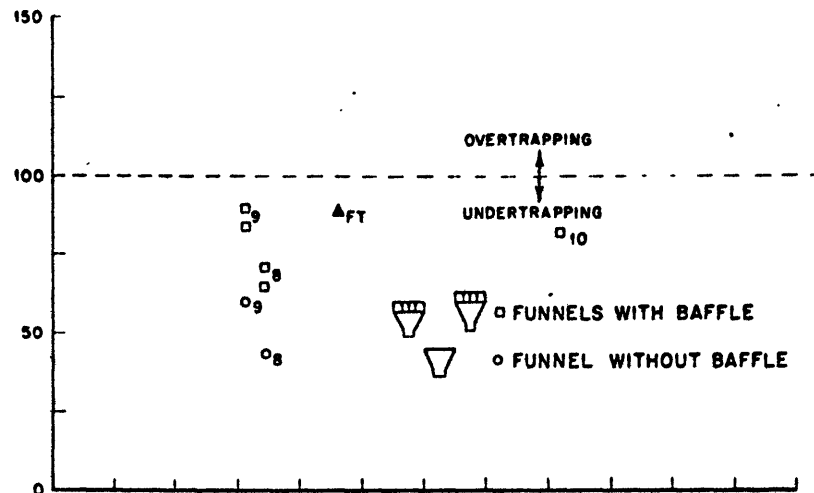 150
OVERTRAPPING
100
UNDERTRAPPING
9
FT
10
8
9
FUNNELS WITH BAFFLE
50
8
FUNNEL WITHOUT BAFFLE
0